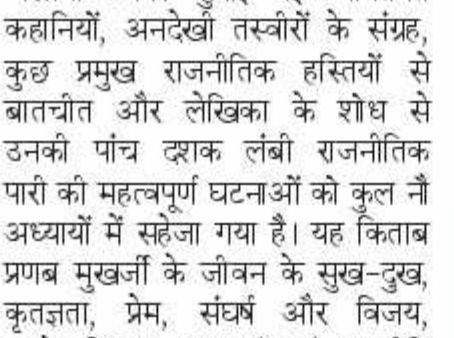 कहानियों, अनदेखी तस्वीरों के संग्रह,
कुछ प्रमुख राजनीतिक हस्तियों से
बातचीत और लेखिका के शोध से
उनकी पांच दशक लंबी राजनीतिक
पारी की महत्वपूर्ण घटनाओं को कुल नौ
अध्यायों में सहेजा गया है। यह किताब
प्रणब मुखर्जी के जीवन के सुख-दुख,
कृतज्ञता, प्रेम, संघर्ष और विजय,